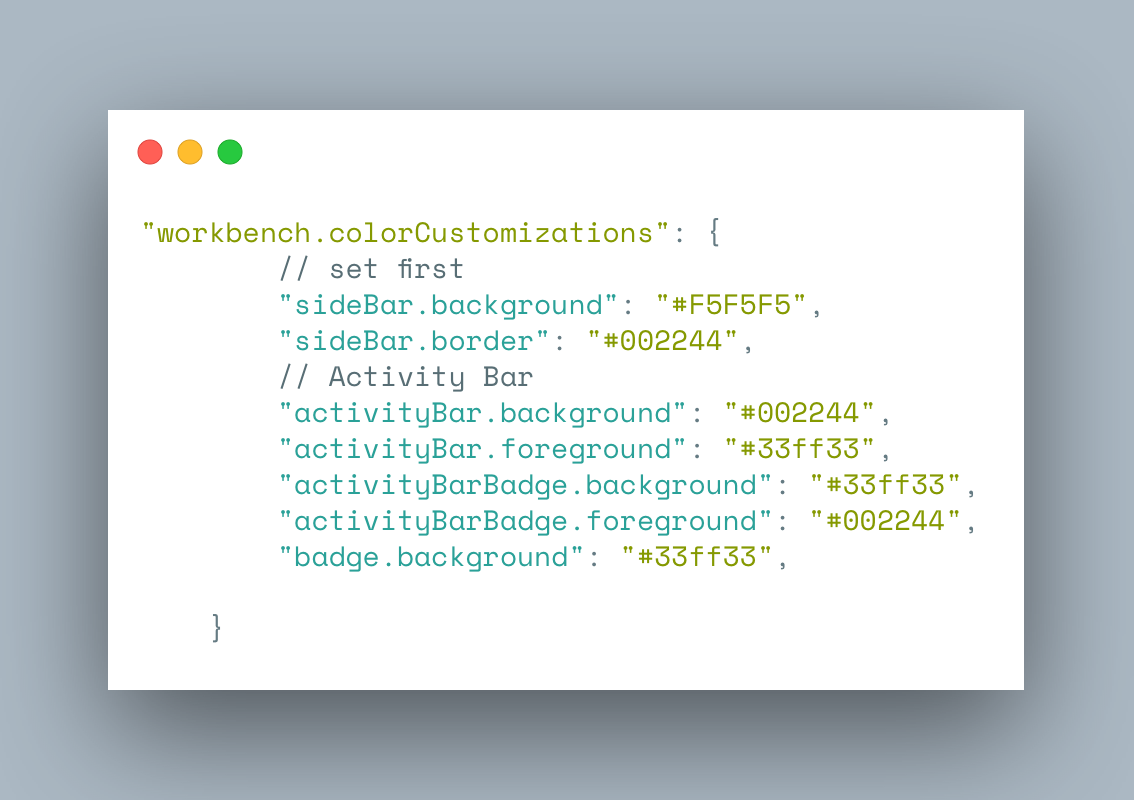 "workbench.colorCustomizations": {
// set first
"sideBar.background": "#F5F5F5",
"sideBar.border": "#002244",
// Activity Bar
"activityBar.background": "#002244",
"activityBar.foreground": "#33ff33",
"activityBarBadge.background": "#33ff33",
"activityBarBadge.foreground": "#002244",
"badge.background": "#33ff33",
}